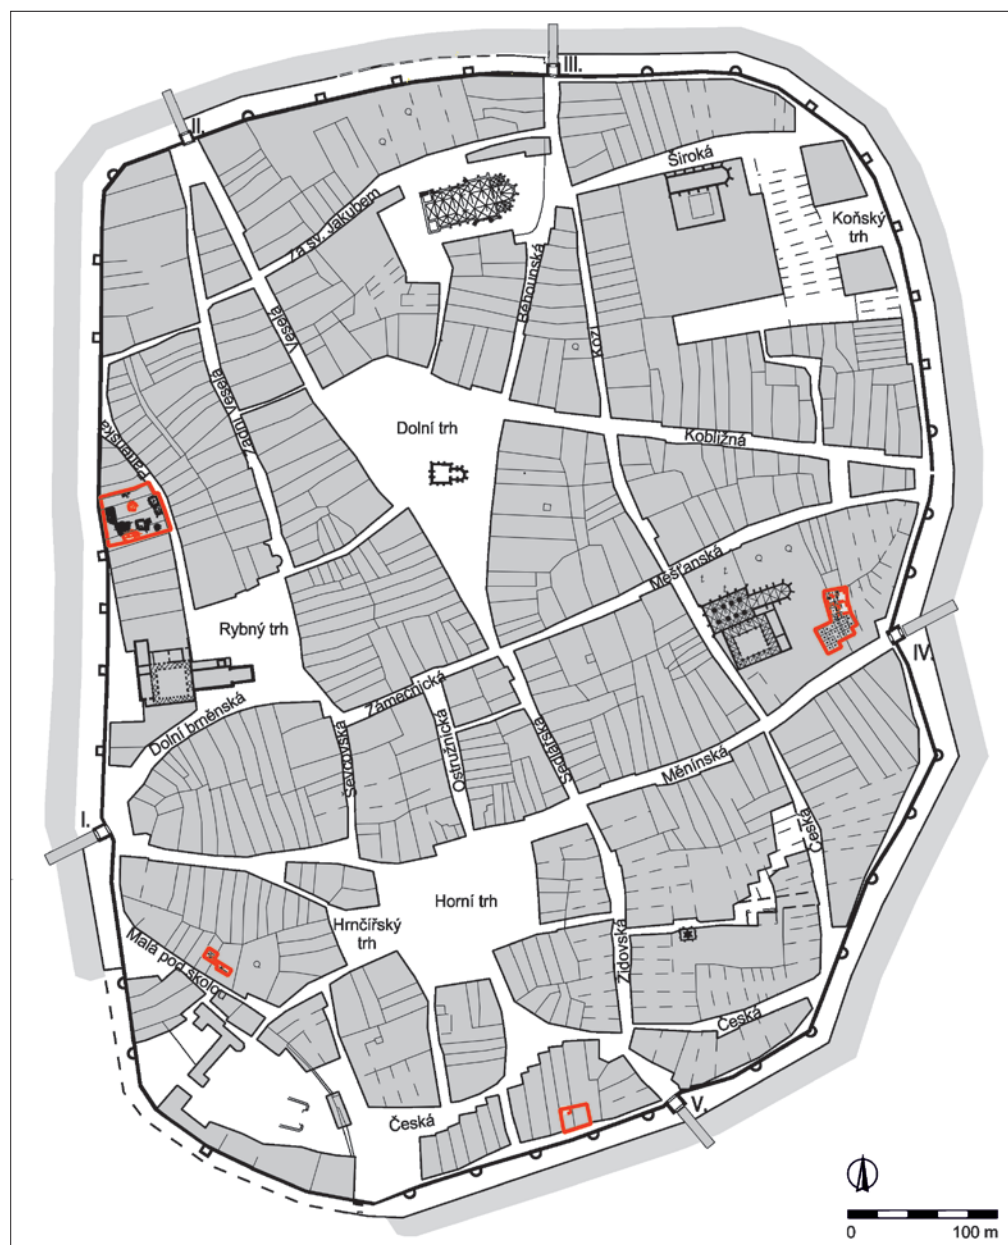 III.
II.
Široká
Za sv. Jakubem
Koňský
trh
Běhounská
Veselá
Kozí
Zadní Veselá
Dolní trh
Kobližná
Panenská
Měšťanská
Rybný trh
IV.
Zámečnická
Dolní brněnská
Ševcovská
Ostružnická
Sedlářská
Měnínská
I.
Česká
Horní trh
Hrnčířský
trh
Židovská
Malá pod školou
Česká
V.
Česká
0 100 m